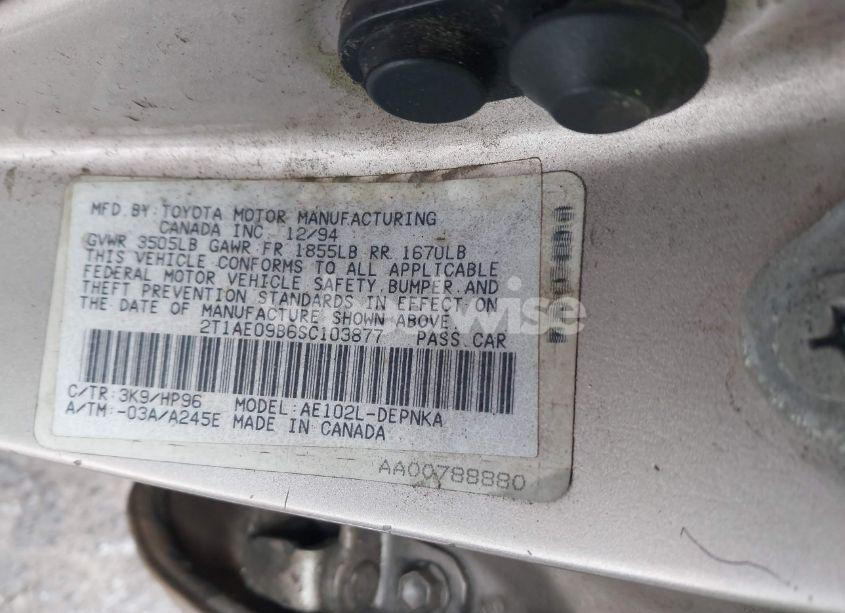 MFD.BY:TOYOTA MOTOR MANUFACTURING
CANADA INC. 12/94
GVWR 3505LB GAWR FR 1855LB RR 1670LB
THIS VEHICLE CONFORMS TO ALL APPLICABLE
FEDERAL MOTOR VEHICLE SAFETY,BUMPER,AND
THEFT PREVENTION STANDARDS IN EFFECT ON
THE DATE OF MANUFACTURE SHOWN ABOVE.
2T1AE09B6SC103877 PASS.CAR
C/TR:3K9/HP96 MODEL:AE102L-DEPNKA
A/TM:-03A/A245E MADE IN CANADA
AA00788880